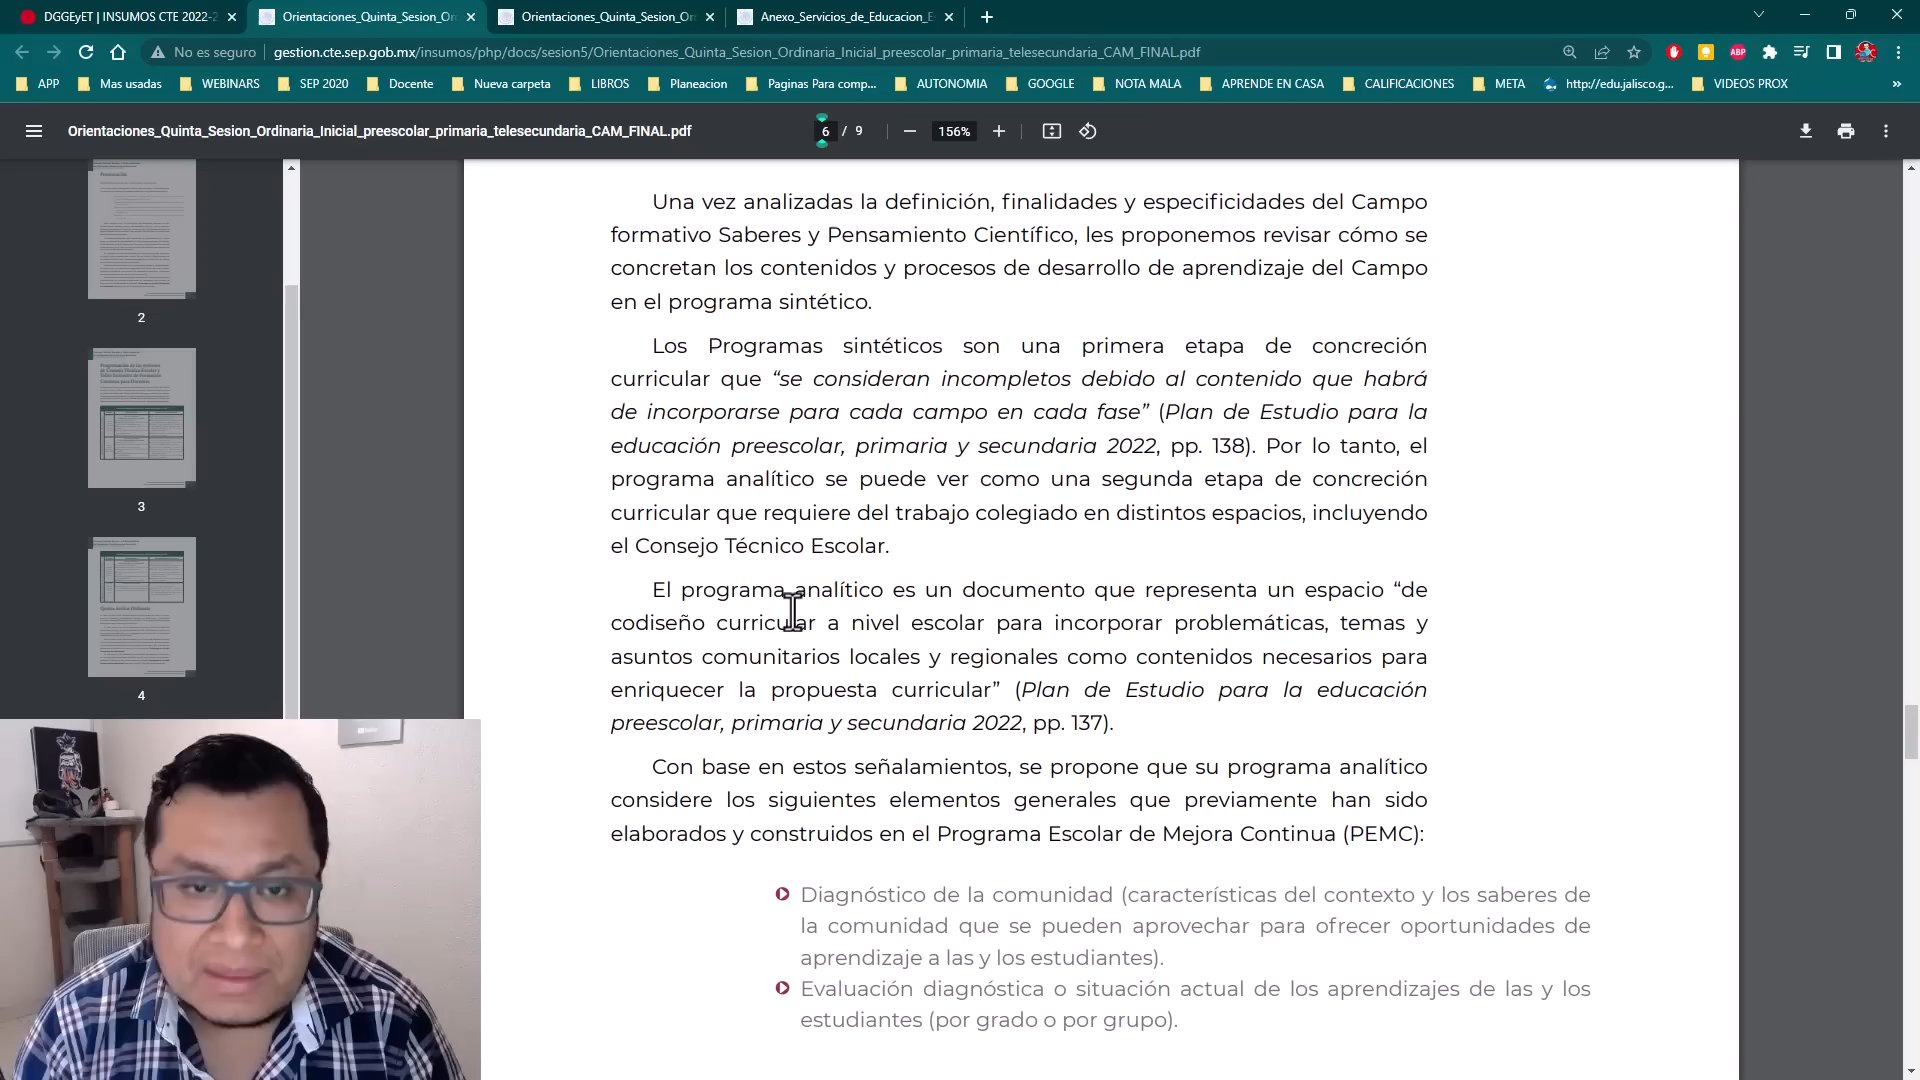 DGGEyET | INSUMOS CTE 2022-2
Orientaciones_Quinta_Sesion_Ord
Orientaciones_Quinta_Sesion_Or
Anexo_Servicios_de_Educacion_E
No es seguro
gestion.cte.sep.gob.mx/insumos/php/docs/sesion5/Orientaciones_Quinta_Sesion_Ordinaria_Inicial_preescolar_primaria_telesecundaria_CAM_FINAL.pdf
ABP
APP
Mas usadas
WEBINARS
SEP 2020
Docente
Nueva carpeta
LIBROS
Planeacion
Paginas Para comp...
AUTONOMIA
GOOGLE
NOTA MALA
APRENDE EN CASA
CALIFICACIONES
META
http://edu.jalisco.g...
VIDEOS PROX
»
Orientaciones_Quinta_Sesion_Ordinaria_Inicial_preescolar_primaria_telesecundaria_CAM_FINAL.pdf
6 / 9
156%
2
3
4
Una vez analizadas la definición, finalidades y especificidades del Campo
formativo Saberes y Pensamiento Científico, les proponemos revisar cómo se
concretan los contenidos y procesos de desarrollo de aprendizaje del Campo
en el programa sintético.
Los Programas sintéticos son una primera etapa de concreción
curricular que “se consideran incompletos debido al contenido que habrá
de incorporarse para cada campo en cada fase” (Plan de Estudio para la
educación preescolar, primaria y secundaria 2022, pp. 138). Por lo tanto, el
programa analítico se puede ver como una segunda etapa de concreción
curricular que requiere del trabajo colegiado en distintos espacios, incluyendo
el Consejo Técnico Escolar.
El programa analítico es un documento que representa un espacio “de
codiseño curricular a nivel escolar para incorporar problemáticas, temas y
asuntos comunitarios locales y regionales como contenidos necesarios para
enriquecer la propuesta curricular” (Plan de Estudio para la educación
preescolar, primaria y secundaria 2022, pp. 137).
Con base en estos señalamientos, se propone que su programa analítico
considere los siguientes elementos generales que previamente han sido
elaborados y construidos en el Programa Escolar de Mejora Continua (PEMC):
Diagnóstico de la comunidad (características del contexto y los saberes de
la comunidad que se pueden aprovechar para ofrecer oportunidades de
aprendizaje a las y los estudiantes).
Evaluación diagnóstica o situación actual de los aprendizajes de las y los
estudiantes (por grado o por grupo).